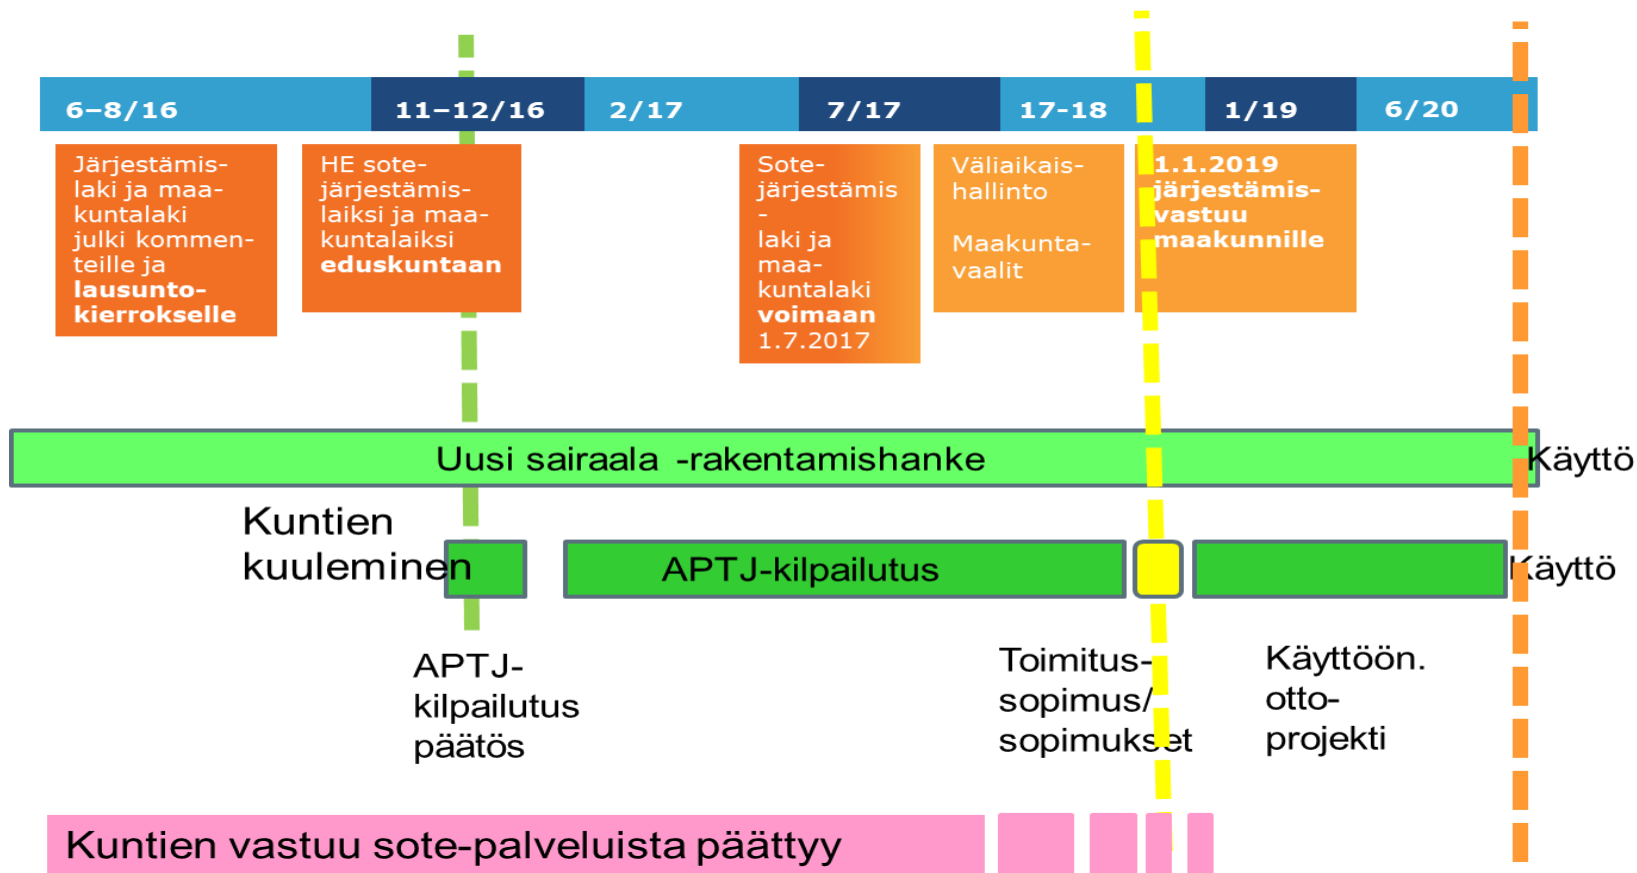 6–8/16
11–12/16
2/17
7/17
17-18
1/19
6/20
Järjestämis-
laki ja maa-
kuntalaki
julki kommen-
teille ja
lausunto-
kierrokselle
HE sote-
järjestämis-
laiksi ja maa-
kuntalaiksi
eduskuntaan
Sote-
järjestämis
-
laki ja
maa-
kuntalaki
voimaan
1.7.2017
Väliaikais-
hallinto
Maakunta-
vaalit
1.1.2019
järjestämis-
vastuu
maakunnille
Uusi sairaala -rakentamishanke
Käyttö
Kuntien
kuuleminen
APTJ-kilpailutus
Käyttö
APTJ-
kilpailutus
päätös
Toimitus-
sopimus/
sopimukset
Käyttöön.
otto-
projekti
Kuntien vastuu sote-palveluista päättyy